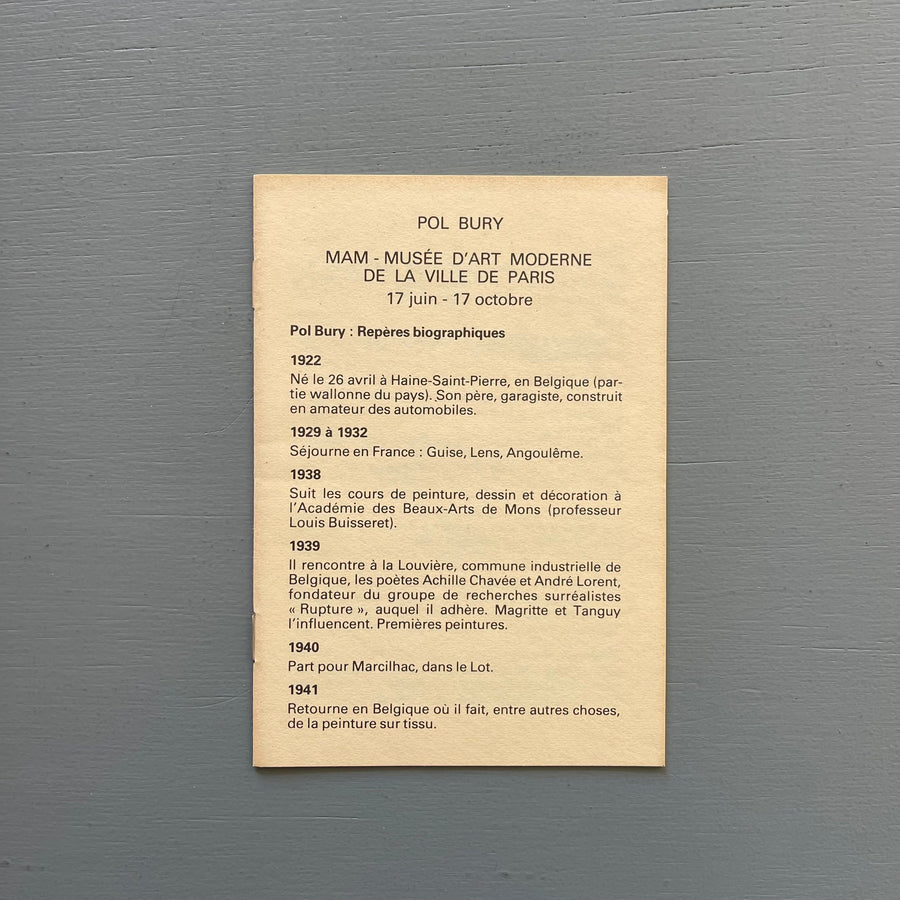 POL BURY
MAM - MUSÉE D'ART MODERNE
DE LA VILLE DE PARIS
17 juin - 17 octobre
Pol Bury : Repères biographiques
1922
Né le 26 avril à Haine-Saint-Pierre, en Belgique (par-
tie wallonne du pays). Son père, garagiste, construit
en amateur des automobiles.
1929 à 1932
Séjourne en France : Guise, Lens, Angoulême.
1938
Suit les cours de peinture, dessin et décoration à
l'Académie des Beaux-Arts de Mons (professeur
Louis Buisseret).
1939
Il rencontre à la Louvière, commune industrielle de
Belgique, les poètes Achille Chavée et André Lorent,
fondateur du groupe de recherches surréalistes
« Rupture », auquel il adhère. Magritte et Tanguy
l'influencent. Premières peintures.
1940
Part pour Marcilhac, dans le Lot.
1941
Retourne en Belgique où il fait, entre autres choses,
de la peinture sur tissu.